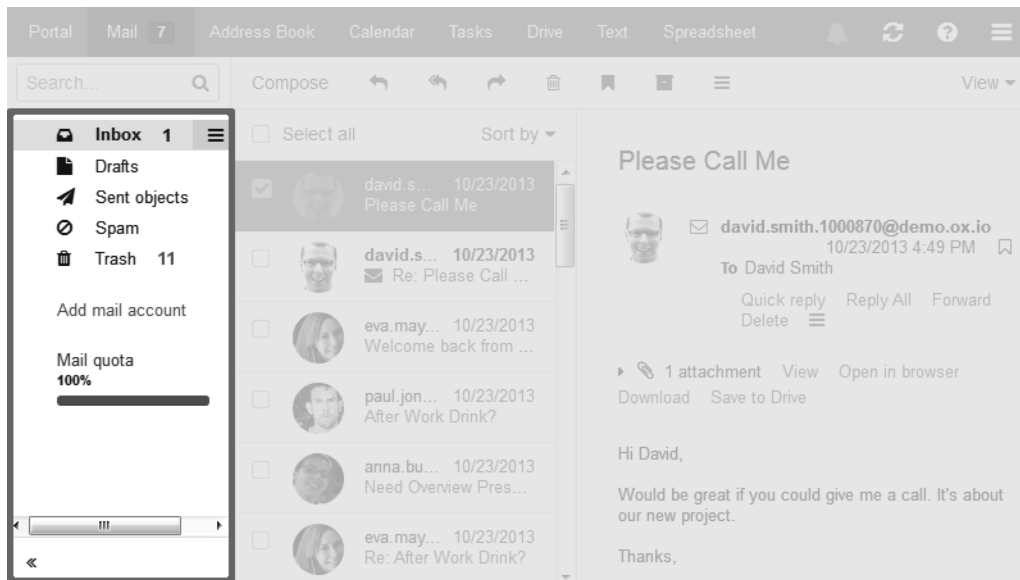 Portal Mail 7 Address Book Calendar Tasks Drive Text Spreadsheet
Search...
Compose
View
Inbox 1
Drafts
Sent objects
Spam
Trash 11
Add mail account
Mail quota
100%
Select all Sort by
david.s... 10/23/2013
Please Call Me
david.s... 10/23/2013
Re: Please Call ...
eva.may... 10/23/2013
Welcome back from ...
paul.jon... 10/23/2013
After Work Drink?
anna.bu... 10/23/2013
Need Overview Pres...
eva.may... 10/23/2013
Re: After Work Drink?
Please Call Me
david.smith.1000870@demo.ox.io
10/23/2013 4:49 PM
To David Smith
Quick reply Reply All Forward
Delete
1 attachment View Open in browser
Download Save to Drive
Hi David,
Would be great if you could give me a call. It's about
our new project.
Thanks,